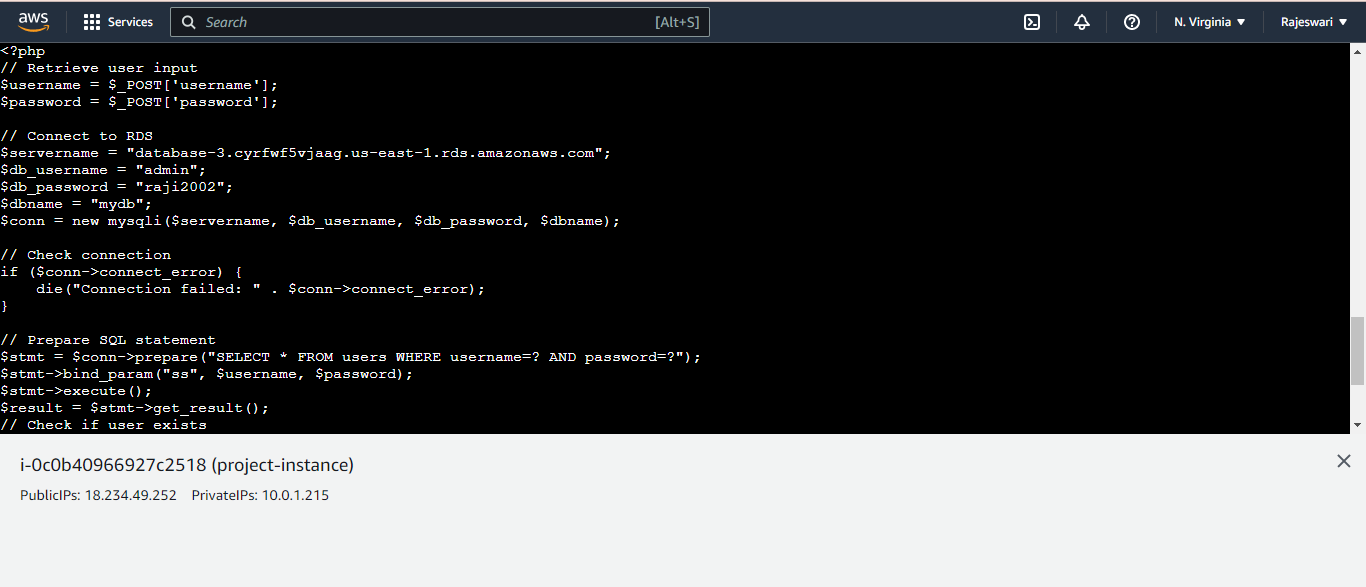 aws
Services
Search
[Alt+S]
N. Virginia
Rajeswari
<?php
// Retrieve user input
$username = $_POST['username'];
$password = $_POST['password'];
// Connect to RDS
$servername = "database-3.cyrfwf5vjaag.us-east-1.rds.amazonaws.com";
$db_username = "admin";
$db_password = "raji2002";
$dbname = "mydb";
$conn = new mysqli($servername, $db_username, $db_password, $dbname);
// Check connection
if ($conn->connect_error) {
    die("Connection failed: " . $conn->connect_error);
}
// Prepare SQL statement
$stmt = $conn->prepare("SELECT * FROM users WHERE username=? AND password=?");
$stmt->bind_param("ss", $username, $password);
$stmt->execute();
$result = $stmt->get_result();
// Check if user exists
i-0c0b40966927c2518 (project-instance)
PublicIPs: 18.234.49.252 PrivateIPs: 10.0.1.215